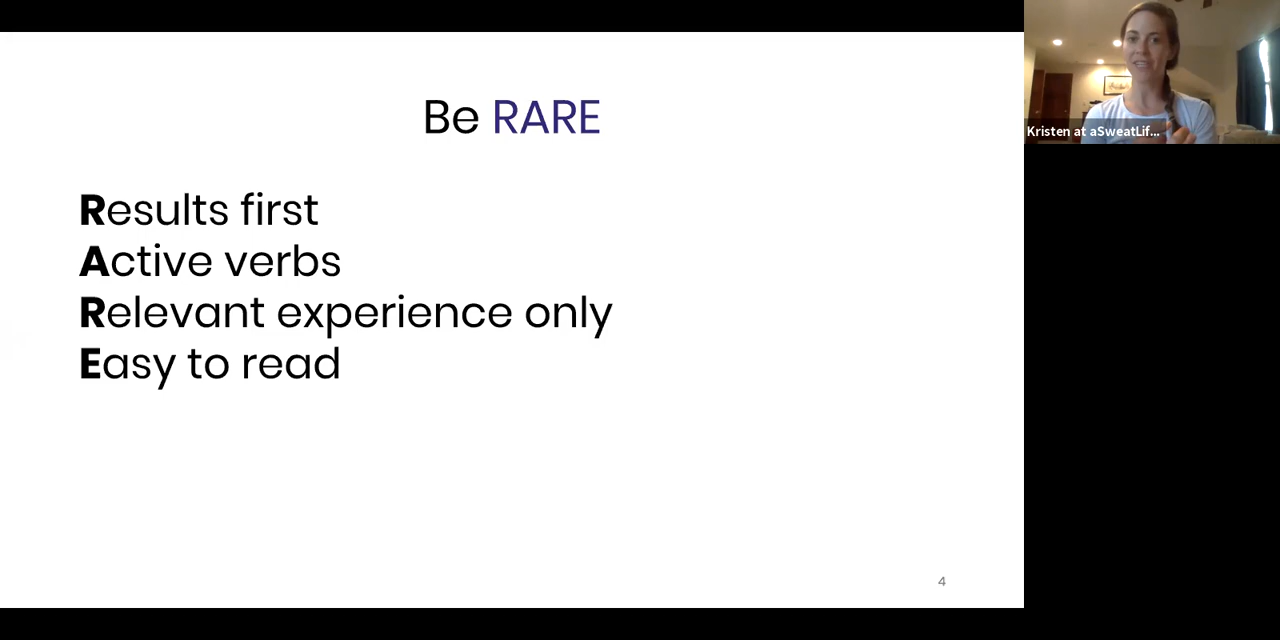 Be RARE
Results first
Active verbs
Relevant experience only
Easy to read
4
Kristen at aSweatLif...